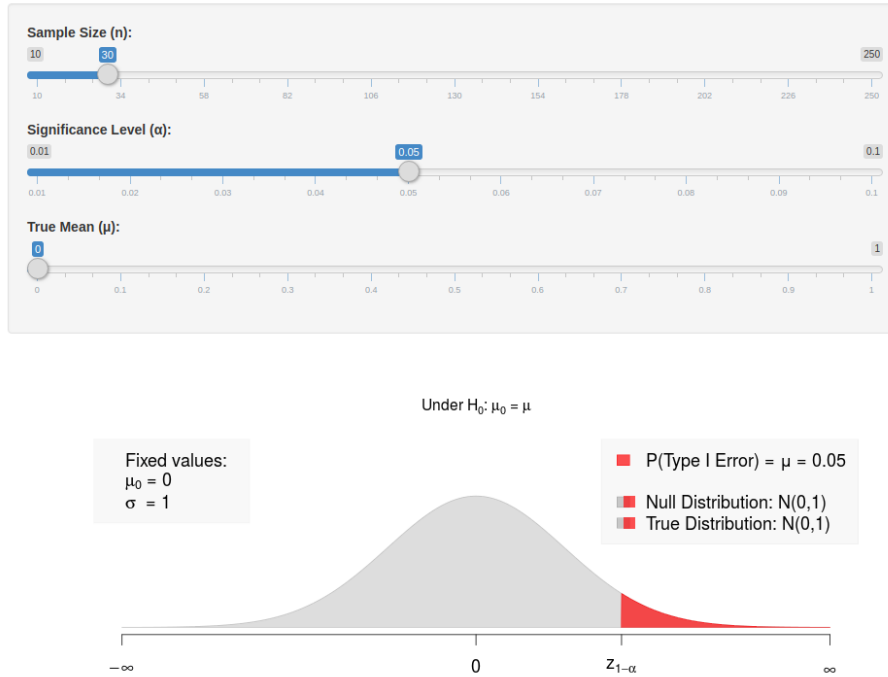 Sample Size (n):
10 30 250
10 34 58 82 106 130 154 178 202 226 250
Significance Level (α):
0.01 0.05 0.1
0.01 0.02 0.03 0.04 0.05 0.06 0.07 0.08 0.09 0.1
True Mean (μ):
0 1
0 0.1 0.2 0.3 0.4 0.5 0.6 0.7 0.8 0.9 1
Under H₀: μ₀ = μ
Fixed values:
μ₀ = 0
σ = 1
P(Type I Error) = μ = 0.05
Null Distribution: N(0,1)
True Distribution: N(0,1)
−∞ 0 z₁₋α ∞